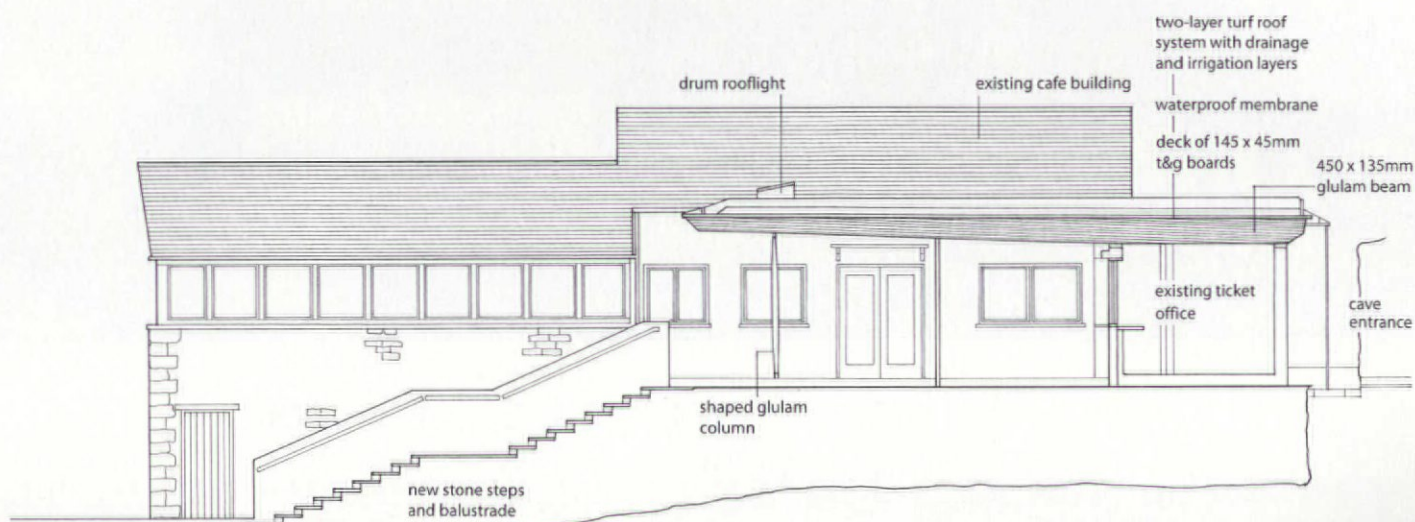 two-layer turf roof
system with drainage
and irrigation layers
drum rooflight
existing cafe building
waterproof membrane
deck of 145 x 45mm
t&g boards
450 x 135mm
glulam beam
existing ticket
office
cave
entrance
shaped glulam
column
new stone steps
and balustrade